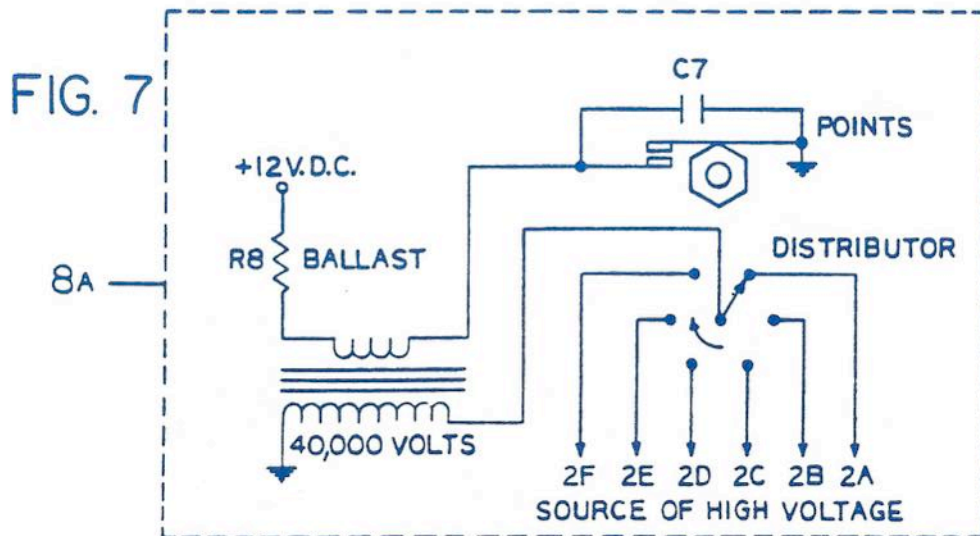 FIG. 7
C7
POINTS
+12V.D.C.
R8 BALLAST
DISTRIBUTOR
8A
40,000 VOLTS
2F 2E 2D 2C 2B 2A
SOURCE OF HIGH VOLTAGE